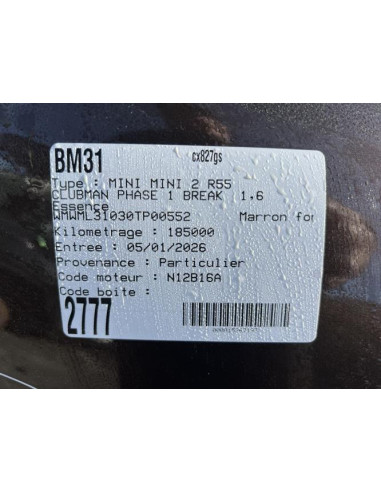 BM31 cx827gs
Type : MINI MINI 2 R55
CLUBMAN PHASE 1 BREAK 1.6
Essence
WMWML31030TP00552 Marron fon
Kilometrage : 185000
Entree : 05/01/2026
Provenance : Particulier
Code moteur : N12B16A
Code boite :
2777